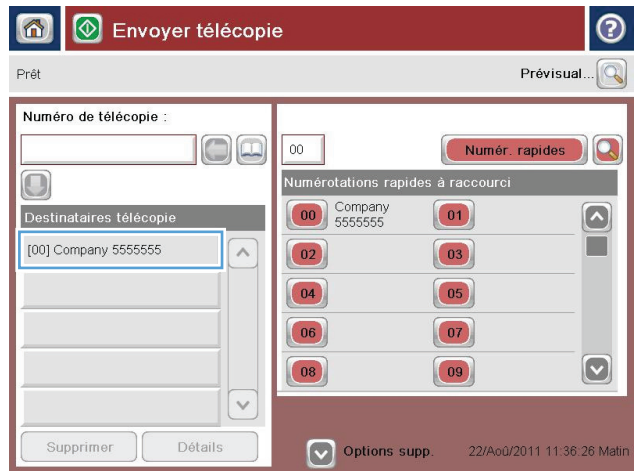 Envoyer télécopie
Prêt
Prévisual...
Numéro de télécopie :
00
Numér. rapides
Numérotations rapides à raccourci
Destinataires télécopie
[00] Company 5555555
00 Company 5555555 01
02 03
04 05
06 07
08 09
Supprimer Détails
Options supp. 22/Aoû/2011 11:36:26 Matin